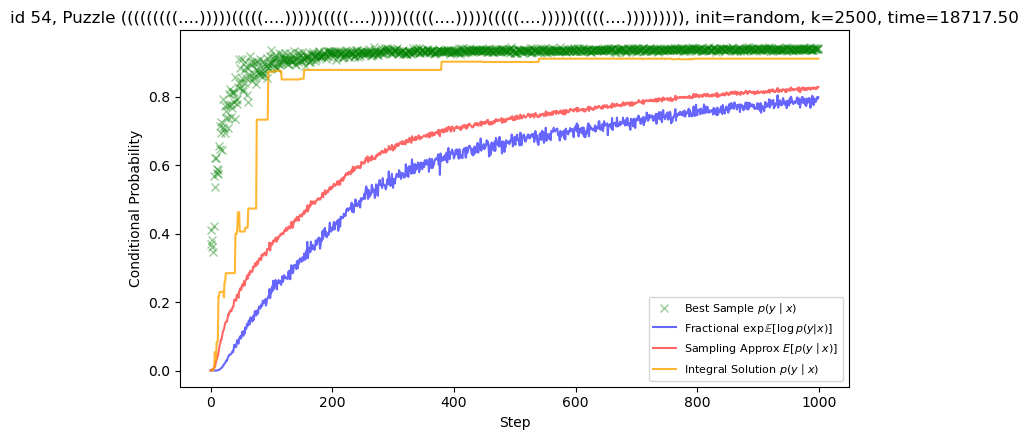 id 54, Puzzle (((((((((....)))))(((((....)))))(((((....)))))(((((....)))))(((((....)))))(((((....))))))))), init=random, k=2500, time=18717.50
Conditional Probability
0.8
0.6
0.4
0.2
0.0
Best Sample p(y | x)
Fractional exp𝔼[log p(y|x)]
Sampling Approx E[p(y | x)]
Integral Solution p(y | x)
0 200 400 600 800 1000
Step